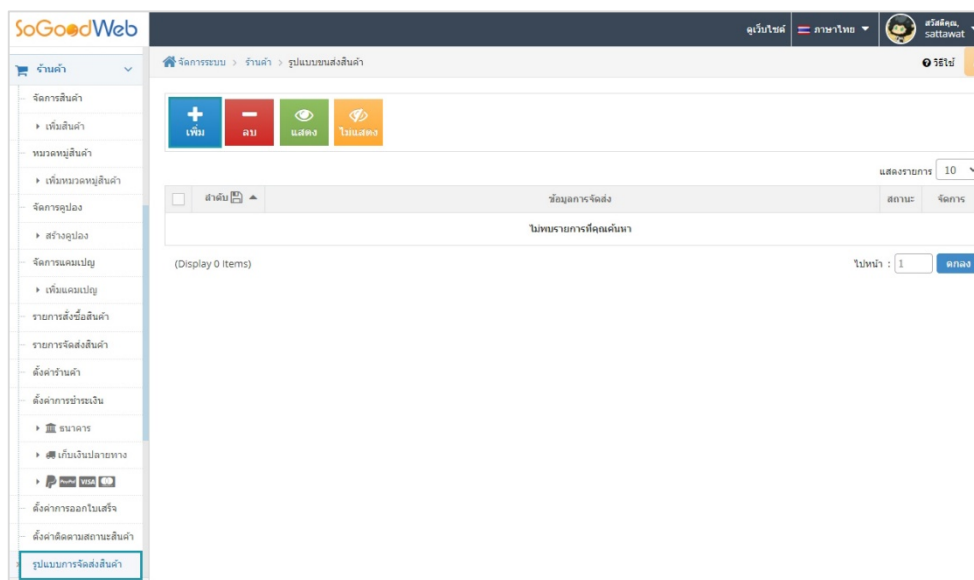 SoGoodWeb
ดูเว็บไซต์
ภาษาไทย
สวัสดีคุณ,
sattawat
ร้านค้า
จัดการระบบ > ร้านค้า > รูปแบบขนส่งสินค้า
วิธีใช้
จัดการสินค้า
เพิ่มสินค้า
หมวดหมู่สินค้า
เพิ่มหมวดหมู่สินค้า
จัดการคูปอง
สร้างคูปอง
จัดการแคมเปญ
เพิ่มแคมเปญ
รายการสั่งซื้อสินค้า
รายการจัดส่งสินค้า
ตั้งค่าร้านค้า
ตั้งค่าการชำระเงิน
ธนาคาร
เก็บเงินปลายทาง
PayPal VISA
ตั้งค่าการออกใบเสร็จ
ตั้งค่าติดตามสถานะสินค้า
รูปแบบการจัดส่งสินค้า
เพิ่ม
ลบ
แสดง
ไม่แสดง
แสดงรายการ 10
ลำดับ
ข้อมูลการจัดส่ง
สถานะ
จัดการ
ไม่พบรายการที่คุณค้นหา
(Display 0 Items)
ไปหน้า : 1
ตกลง